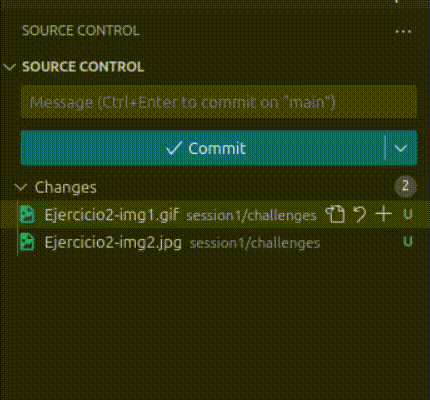 SOURCE CONTROL
SOURCE CONTROL
Message (Ctrl+Enter to commit on "main")
Commit
Changes 2
Ejercicio2-img1.gif session1/challenges U
Ejercicio2-img2.jpg session1/challenges U